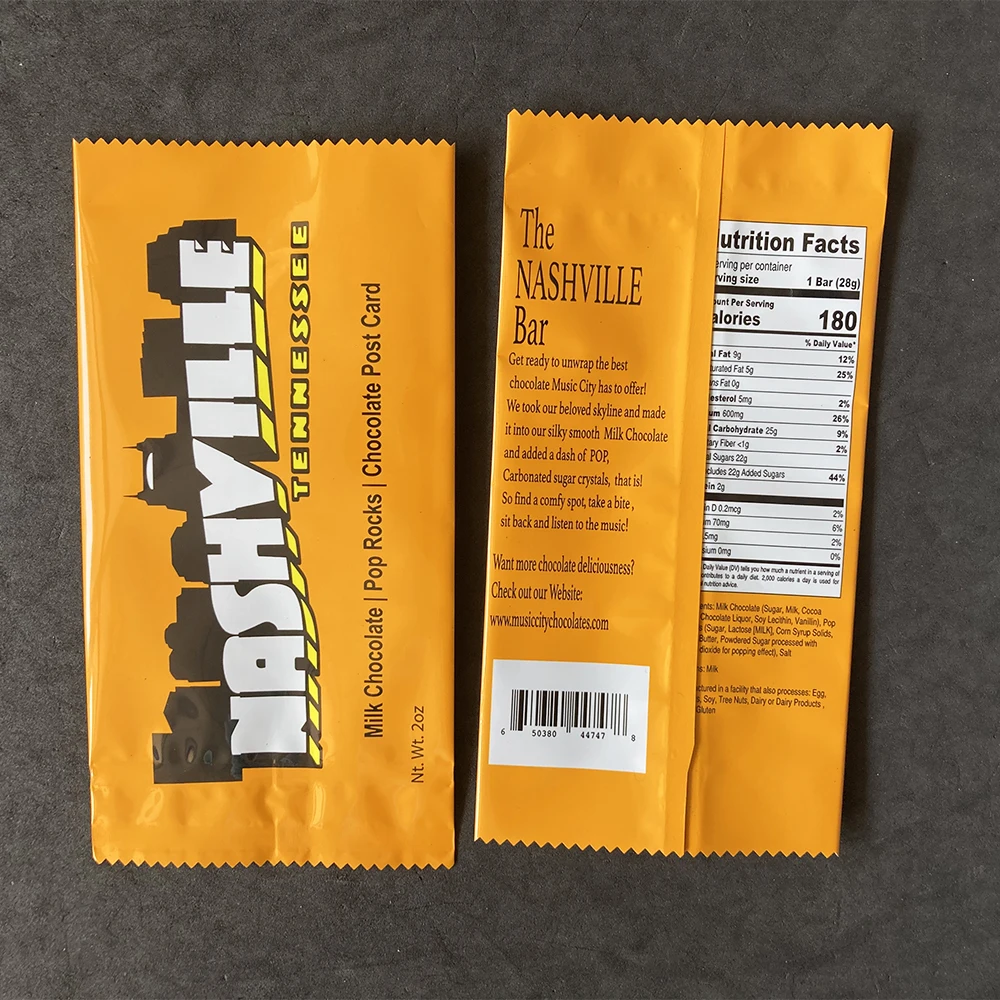 NASHVILLE
TENNESSEE
Milk Chocolate | Pop Rocks | Chocolate Post Card
Nt. Wt. 2oz
The
NASHVILLE
Bar
Get ready to unwrap the best
chocolate Music City has to offer!
We took our beloved skyline and made
it into our silky smooth Milk Chocolate
and added a dash of POP,
Carbonated sugar crystals, that is!
So find a comfy spot, take a bite ,
sit back and listen to the music!
Want more chocolate deliciousness?
Check out our Website:
www.musiccitychocolates.com
6 50380 44747 8
utrition Facts
erving per container
rving size 1 Bar (28g)
ount Per Serving
alories 180
% Daily Value*
al Fat 9g 12%
turated Fat 5g 25%
ns Fat 0g
esterol 5mg 2%
um 600mg 26%
l Carbohydrate 25g 9%
tary Fiber <1g 2%
al Sugars 22g
cludes 22g Added Sugars 44%
ein 2g
n D 0.2mcg 2%
m 70mg 6%
5mg 2%
sium 0mg 0%
Daily Value (DV) tells you how much a nutrient in a serving of
ontributes to a daily diet. 2,000 calories a day is used for
nutrition advice.
ents: Milk Chocolate (Sugar, Milk, Cocoa
Chocolate Liquor, Soy Lecithin, Vanillin), Pop
(Sugar, Lactose [MILK], Corn Syrup Solids,
Butter, Powdered Sugar processed with
dioxide for popping effect), Salt
s: Milk
ctured in a facility that also processes: Egg,
s, Soy, Tree Nuts, Dairy or Dairy Products ,
Gluten